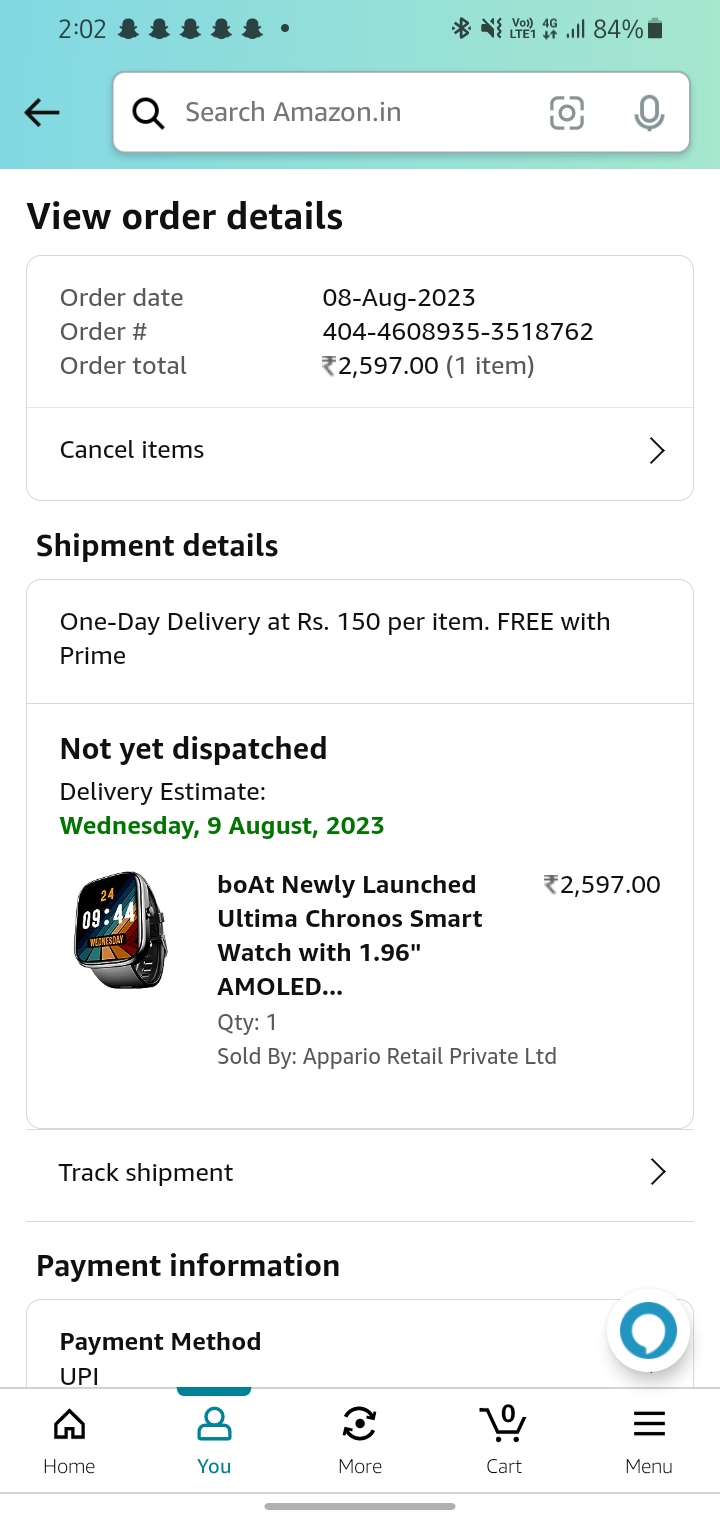 2:02
Vo)) 4G 84%
LTE1
Search Amazon.in
View order details
Order date 08-Aug-2023
Order # 404-4608935-3518762
Order total ₹2,597.00 (1 item)
Cancel items
Shipment details
One-Day Delivery at Rs. 150 per item. FREE with
Prime
Not yet dispatched
Delivery Estimate:
Wednesday, 9 August, 2023
24
09:44
WEDNESDAY
boAt Newly Launched ₹2,597.00
Ultima Chronos Smart
Watch with 1.96"
AMOLED...
Qty: 1
Sold By: Appario Retail Private Ltd
Track shipment
Payment information
Payment Method
UPI
0
Home You More Cart Menu